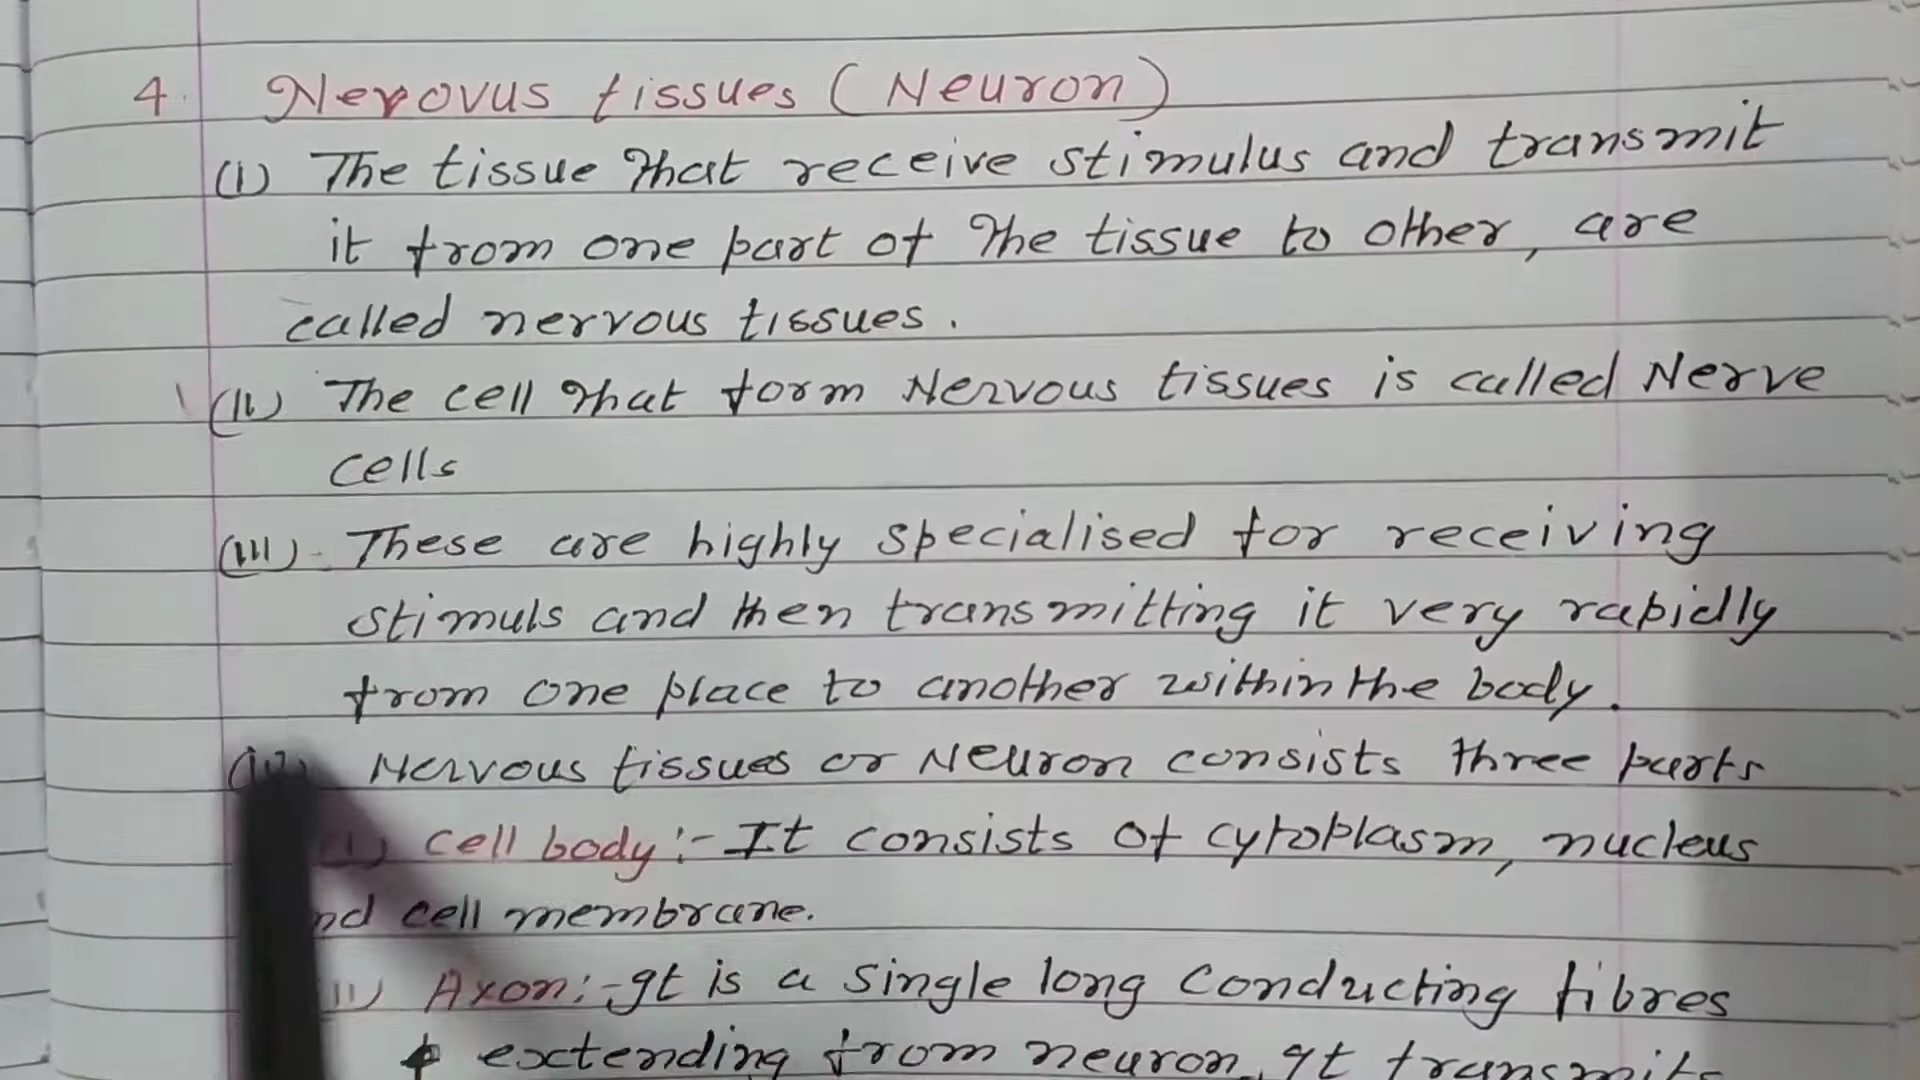 4. Nervovus tissues (Neuron)
(I) The tissue that receive stimulus and transmit
it from one part of the tissue to other, are
called nervous tissues.
(II) The cell that form Nervous tissues is called Nerve
cells
(III) - These are highly specialised for receiving
stimuls and then transmitting it very rapidly
from one place to another within the body.
(IV) Nervous tissues or Neuron consists three parts
(I) cell body :- It consists of cytoplasm, nucleus
nd cell membrane.
II) Axon :- It is a single long conducting fibres
extending from neuron. It transmits